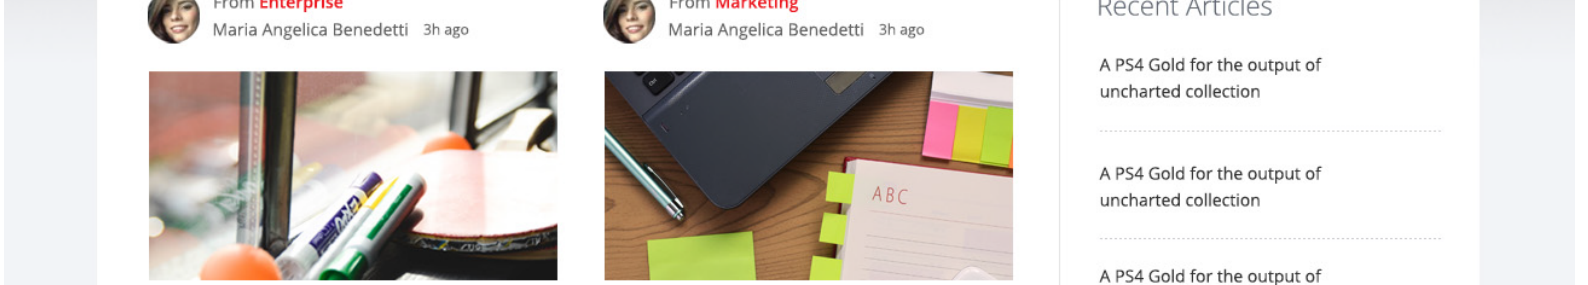 From Enterprise
Maria Angelica Benedetti 3h ago
From Marketing
Maria Angelica Benedetti 3h ago
ABC
Recent Articles
A PS4 Gold for the output of
uncharted collection
A PS4 Gold for the output of
uncharted collection
A PS4 Gold for the output of